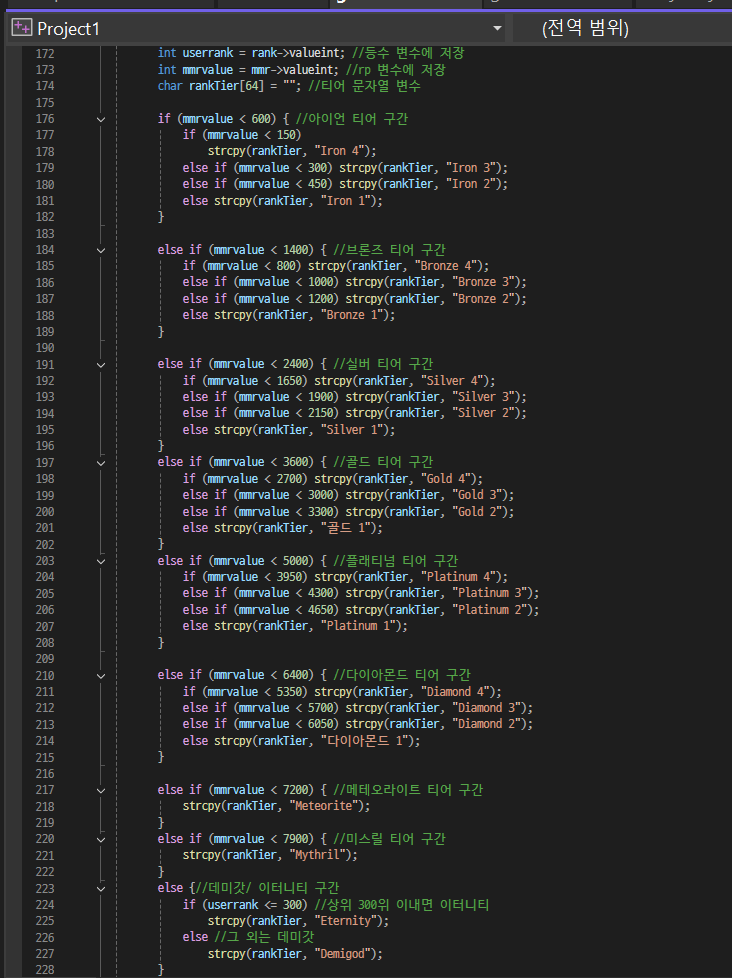 Project1
(전역 범위)
172 int userrank = rank->valueint; //등수 변수에 저장
173 int mmrvalue = mmr->valueint; //rp 변수에 저장
174 char rankTier[64] = ""; //티어 문자열 변수
175
176 if (mmrvalue < 600) { //아이언 티어 구간
177 if (mmrvalue < 150)
178 strcpy(rankTier, "Iron 4");
179 else if (mmrvalue < 300) strcpy(rankTier, "Iron 3");
180 else if (mmrvalue < 450) strcpy(rankTier, "Iron 2");
181 else strcpy(rankTier, "Iron 1");
182 }
183
184 else if (mmrvalue < 1400) { //브론즈 티어 구간
185 if (mmrvalue < 800) strcpy(rankTier, "Bronze 4");
186 else if (mmrvalue < 1000) strcpy(rankTier, "Bronze 3");
187 else if (mmrvalue < 1200) strcpy(rankTier, "Bronze 2");
188 else strcpy(rankTier, "Bronze 1");
189 }
190
191 else if (mmrvalue < 2400) { //실버 티어 구간
192 if (mmrvalue < 1650) strcpy(rankTier, "Silver 4");
193 else if (mmrvalue < 1900) strcpy(rankTier, "Silver 3");
194 else if (mmrvalue < 2150) strcpy(rankTier, "Silver 2");
195 else strcpy(rankTier, "Silver 1");
196 }
197 else if (mmrvalue < 3600) { //골드 티어 구간
198 if (mmrvalue < 2700) strcpy(rankTier, "Gold 4");
199 else if (mmrvalue < 3000) strcpy(rankTier, "Gold 3");
200 else if (mmrvalue < 3300) strcpy(rankTier, "Gold 2");
201 else strcpy(rankTier, "골드 1");
202 }
203 else if (mmrvalue < 5000) { //플래티넘 티어 구간
204 if (mmrvalue < 3950) strcpy(rankTier, "Platinum 4");
205 else if (mmrvalue < 4300) strcpy(rankTier, "Platinum 3");
206 else if (mmrvalue < 4650) strcpy(rankTier, "Platinum 2");
207 else strcpy(rankTier, "Platinum 1");
208 }
209
210 else if (mmrvalue < 6400) { //다이아몬드 티어 구간
211 if (mmrvalue < 5350) strcpy(rankTier, "Diamond 4");
212 else if (mmrvalue < 5700) strcpy(rankTier, "Diamond 3");
213 else if (mmrvalue < 6050) strcpy(rankTier, "Diamond 2");
214 else strcpy(rankTier, "다이아몬드 1");
215 }
216
217 else if (mmrvalue < 7200) { //메테오라이트 티어 구간
218 strcpy(rankTier, "Meteorite");
219 }
220 else if (mmrvalue < 7900) { //미스릴 티어 구간
221 strcpy(rankTier, "Mythril");
222 }
223 else {//데미갓/ 이터니티 구간
224 if (userrank <= 300) //상위 300위 이내면 이터니티
225 strcpy(rankTier, "Eternity");
226 else //그 외는 데미갓
227 strcpy(rankTier, "Demigod");
228 }